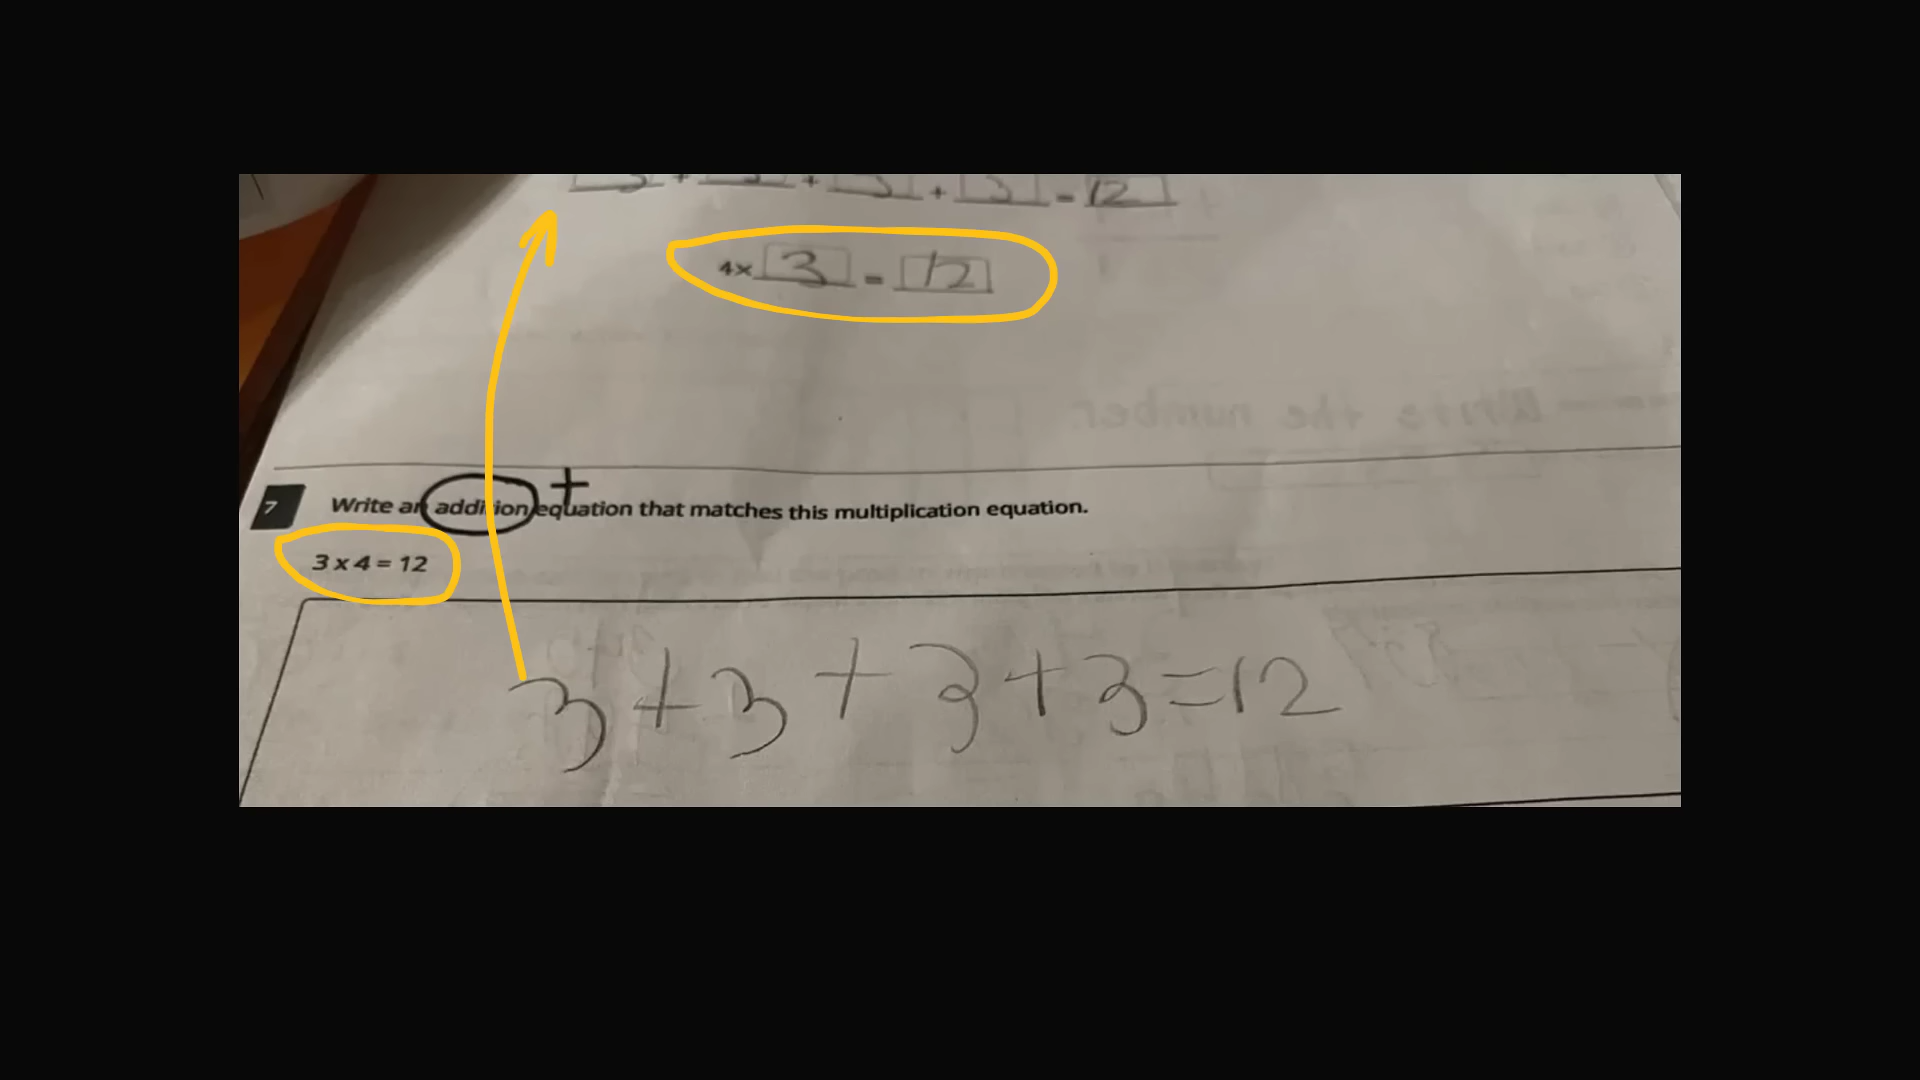 3 + 3 + 3 + 3 = 12
4x 3 = 12
7 Write an addition equation that matches this multiplication equation.
+
3 x 4 = 12
3 + 3 + 3 + 3 = 12